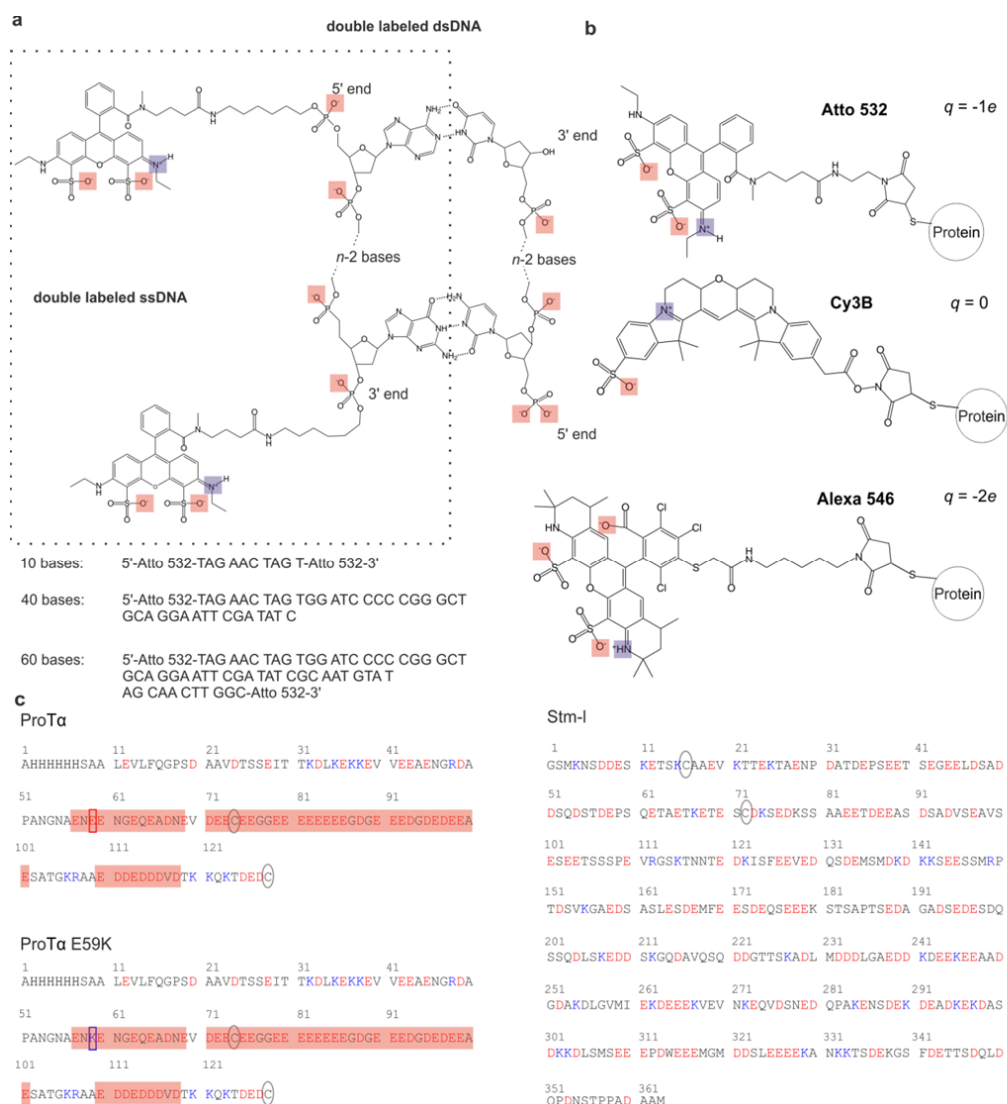 a
double labeled dsDNA
b
5' end
3' end
n-2 bases
n-2 bases
double labeled ssDNA
3' end
5' end
Atto 532 q = -1e
Protein
Cy3B q = 0
Protein
Alexa 546 q = -2e
Protein
10 bases: 5'-Atto 532-TAG AAC TAG T-Atto 532-3'
40 bases: 5'-Atto 532-TAG AAC TAG TGG ATC CCC CGG GCT
GCA GGA ATT CGA TAT C
60 bases: 5'-Atto 532-TAG AAC TAG TGG ATC CCC CGG GCT
GCA GGA ATT CGA TAT CGC AAT GTA T
AG CAA CTT GGC-Atto 532-3'
c
ProTα
1 11 21 31 41
AHHHHHHSAA LEVLFQGPSD AAVDTSSEIT TKDLKEKKEV VEEAENGRDA
51 61 71 81 91
PANGNAENEE NGEQEADNEV DEECEEGGEE EEEEEEGDGE EEDGDEDEEA
101 111 121
ESATGKRAAE DDEDDDVDTK KQKTDEDC
ProTα E59K
1 11 21 31 41
AHHHHHHSAA LEVLFQGPSD AAVDTSSEIT TKDLKEKKEV VEEAENGRDA
51 61 71 81 91
PANGNAENKE NGEQEADNEV DEECEEGGEE EEEEEEGDGE EEDGDEDEEA
101 111 121
ESATGKRAAE DDEDDDVDTK KQKTDEDC
Stm-l
1 11 21 31 41
GSMKNSDDES KETSKCAAEV KTTEKTAENP DATDEPSEET SEGEELDSAD
51 61 71 81 91
DSQDSTDEPS QETAETKETE SCDKSEDKSS AAEETDEEAS DADSVEAESV
101 111 121 131 141
ESEETSSSPE VRGSKTNNTE DKISFEEVED QSDEMSMDKD KKSEESSMRP
151 161 171 181 191
TDSVKGAEDS ASLESDEMFE ESDEQSEEEK STSAPTSEDA GADSEDESDQ
201 211 221 231 241
SSQDLSKEDD SKGQDAVQSQ DDGTTSKADL MDDDLGAEDD KDEEKEEAAD
251 261 271 281 291
GDAKDLGVMI EKDEEEKVEV NKEQVDSNED QPAKENSDEK DEADKEKDAS
301 311 321 331 341
DKKDLSMSEE EPDWEEEMGM DDSLEEEEKA NKKTSDEKGS FDETTSDQLD
351 361
QPDNSTPPAD AAM